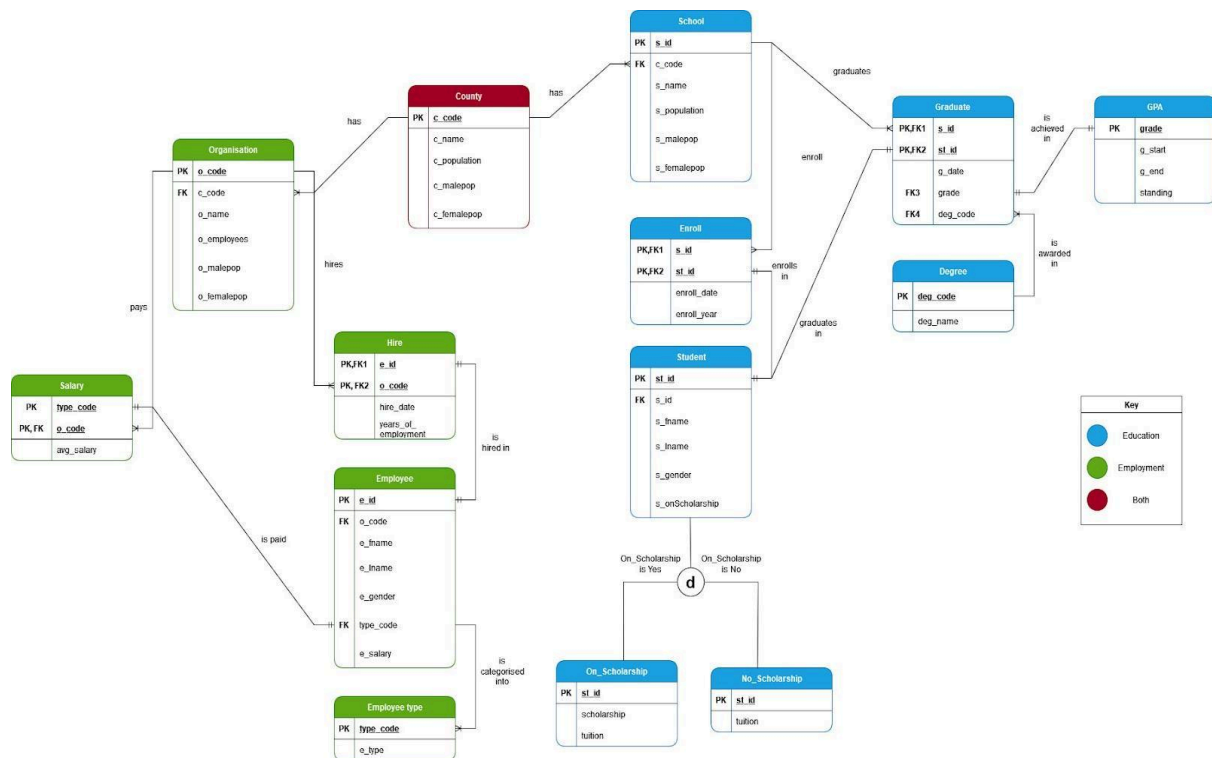 School
PK s_id
FK c_code
s_name
s_population
s_malepop
s_femalepop
graduates
has
County
PK c_code
c_name
c_population
c_malepop
c_femalepop
has
Organisation
PK o_code
FK c_code
o_name
o_employees
o_malepop
o_femalepop
Graduate
PK,FK1 s_id
PK,FK2 st_id
g_date
FK3 grade
FK4 deg_code
is
achieved
in
GPA
PK grade
g_start
g_end
standing
enroll
Enroll
PK,FK1 s_id
PK,FK2 st_id
enroll_date
enroll_year
enrolls
in
is
awarded
in
Degree
PK deg_code
deg_name
graduates
in
hires
pays
Hire
PK,FK1 e_id
PK, FK2 o_code
hire_date
years_of_
employment
Student
PK st_id
FK s_id
s_fname
s_lname
s_gender
s_onScholarship
Salary
PK type_code
PK, FK o_code
avg_salary
is
hired in
Key
Education
Employment
Both
Employee
PK e_id
FK o_code
e_fname
e_lname
e_gender
FK type_code
e_salary
is paid
On_Scholarship
is Yes
On_Scholarship
is No
d
is
categorised
into
On_Scholarship
PK st_id
scholarship
tuition
No_Scholarship
PK st_id
tuition
Employee type
PK type_code
e_type